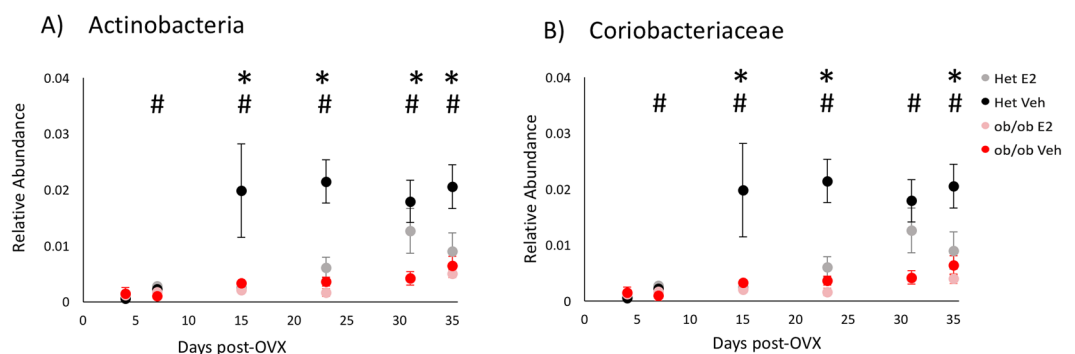 A) Actinobacteria
* * * *
# # # # #
0.04
0.03
0.02
0.01
0
Relative Abundance
0 5 10 15 20 25 30 35
Days post-OVX
B) Coriobacteriaceae
* * *
# # # # #
0.04
0.03
0.02
0.01
0
Relative Abundance
0 5 10 15 20 25 30 35
Days post-OVX
Het E2
Het Veh
ob/ob E2
ob/ob Veh